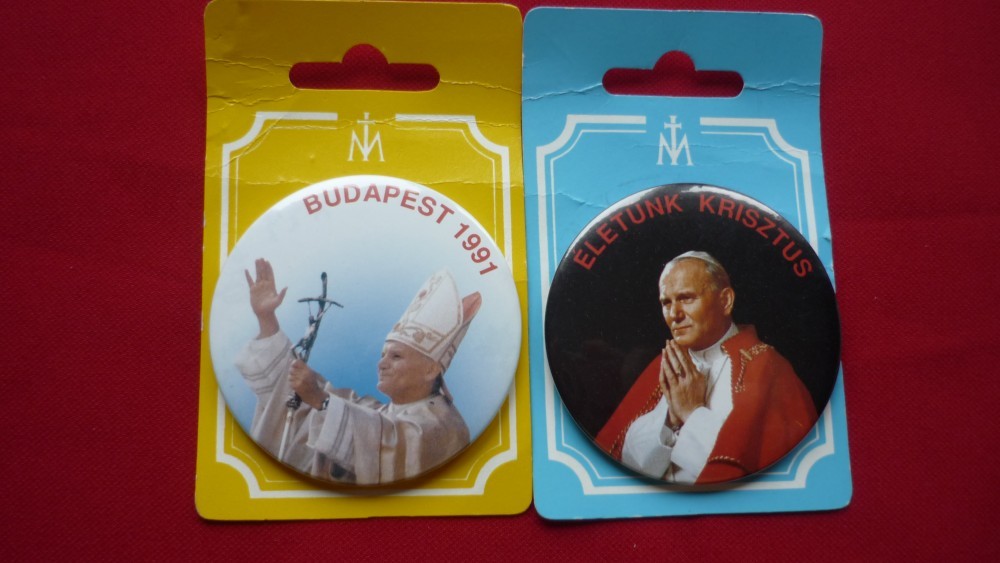 BUDAPEST 1991
ÉLETÜNK KRISZTUS